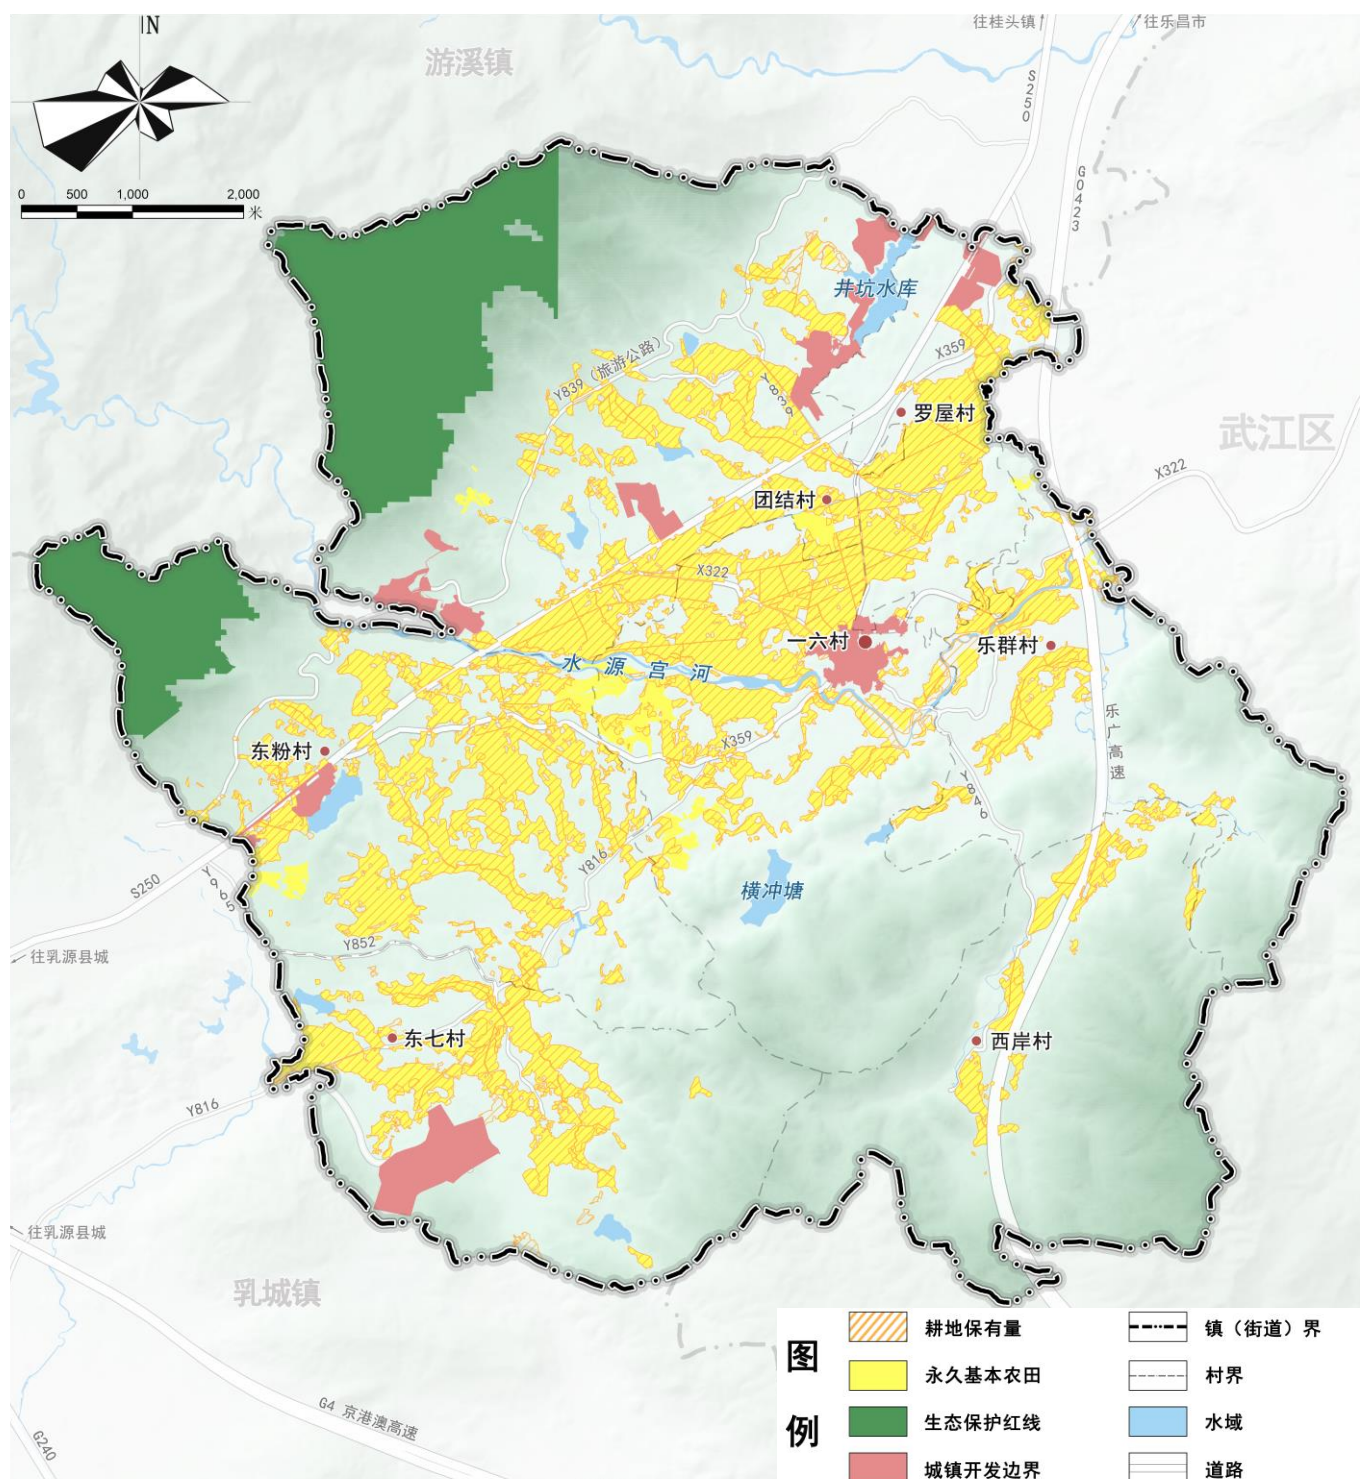 N
往桂头镇
往乐昌市
游溪镇
S250
0 500 1,000 2,000
米
G0423
井坑水库
X359
Y839（旅游公路）
Y839
罗屋村
武江区
X322
团结村
X322
一六村
乐群村
水源宫河
X359
乐广高速
东粉村
Y846
Y816
S250
Y965
横冲塘
往乳源县城
Y852
东七村
西岸村
Y816
往乳源县城
乳城镇
G4 京港澳高速
G240
图例
耕地保有量
镇（街道）界
永久基本农田
村界
生态保护红线
水域
城镇开发边界
道路